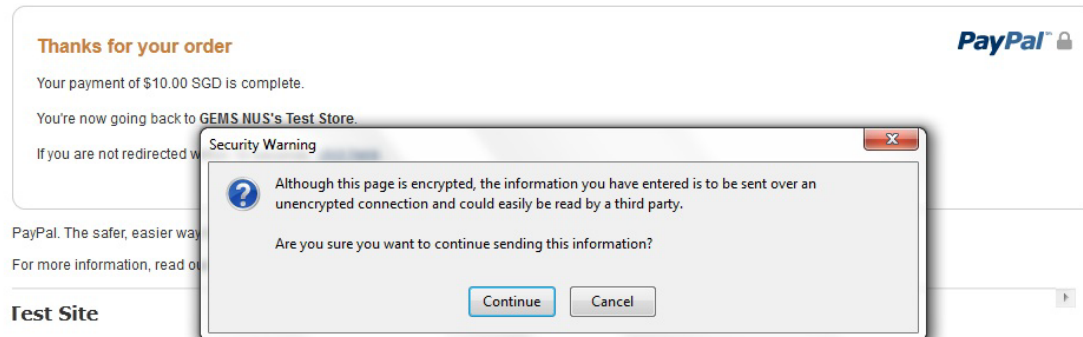 Thanks for your order
PayPal™
Your payment of $10.00 SGD is complete.
You're now going back to GEMS NUS's Test Store.
If you are not redirected
Security Warning
Although this page is encrypted, the information you have entered is to be sent over an
unencrypted connection and could easily be read by a third party.
Are you sure you want to continue sending this information?
Continue
Cancel
PayPal. The safer, easier way
For more information, read
Test Site